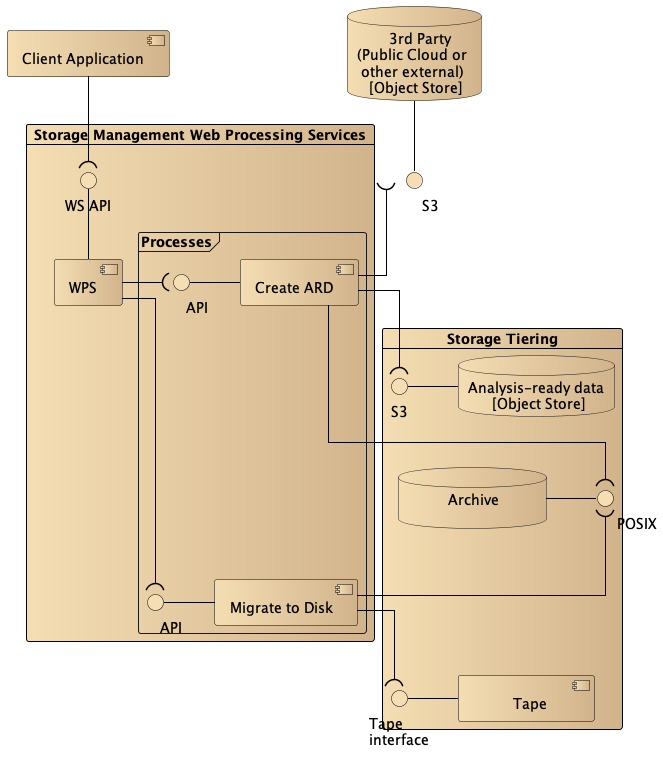 Client Application
3rd Party
(Public Cloud or
other external)
[Object Store]
Storage Management Web Processing Services
WS API
S3
Processes
WPS
API
Create ARD
Storage Tiering
Analysis-ready data
[Object Store]
S3
Archive
POSIX
Migrate to Disk
API
Tape
Tape
interface